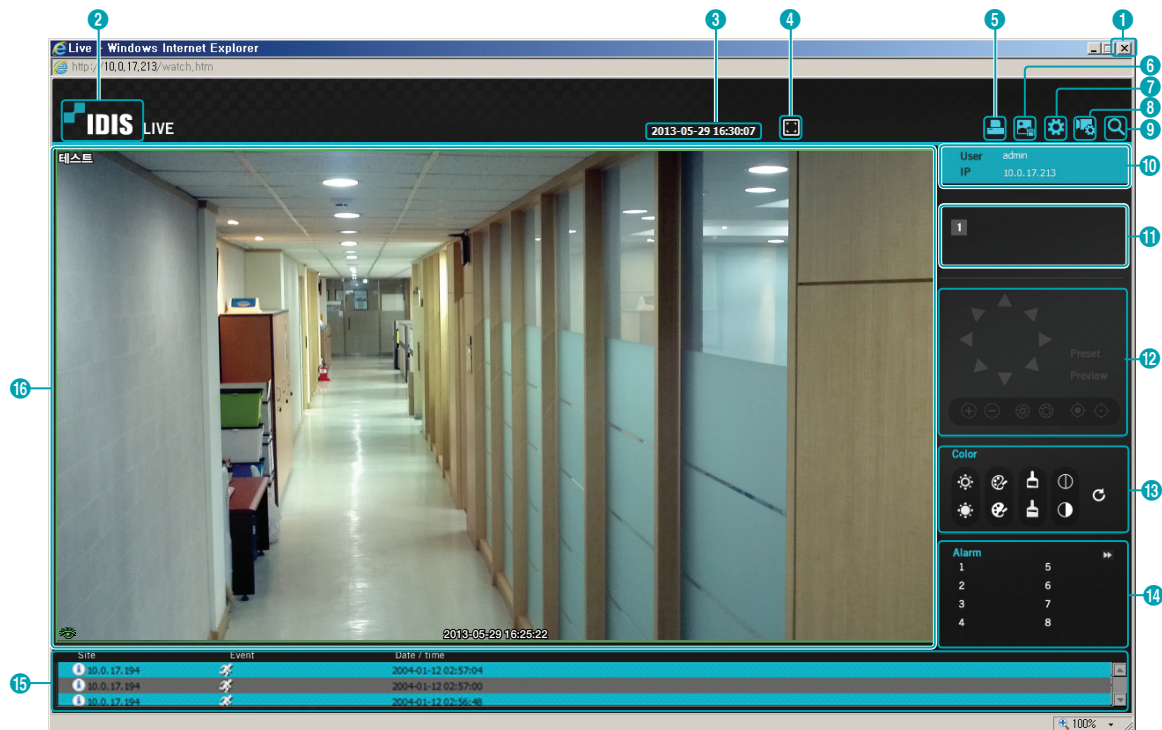 2
3
4
5
1
Live - Windows Internet Explorer
http://10.0.17.213/watch.htm
6
7
8
9
IDIS LIVE
2013-05-29 16:30:07
테스트
User admin
IP 10.0.17.213
10
1
11
Preset
Preview
12
16
Color
13
Alarm
1 5
2 6
3 7
4 8
14
2013-05-29 16:25:22
Site Event Date / time
10.0.17.194 2004-01-12 02:57:04
10.0.17.194 2004-01-12 02:57:00
10.0.17.194 2004-01-12 02:56:48
15
100%